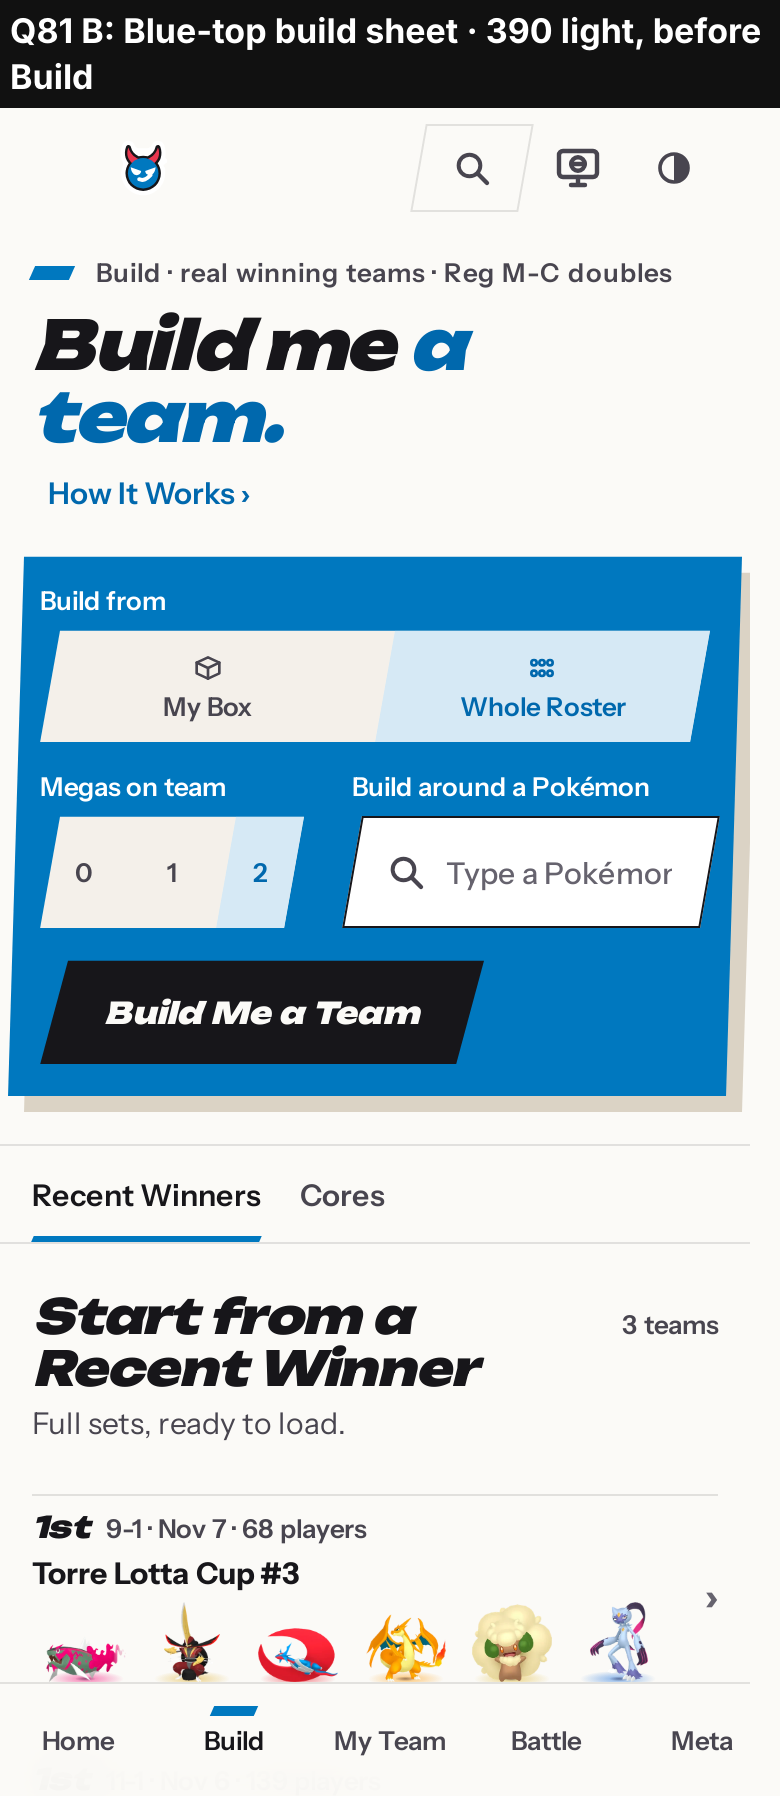 Q81 B: Blue-top build sheet · 390 light, before
Build
Build · real winning teams · Reg M-C doubles
Build me a
team.
How It Works ›
Build from
My Box
Whole Roster
Megas on team
Build around a Pokémon
0
1
2
Type a Pokémor
Build Me a Team
Recent Winners
Cores
Start from a
Recent Winner
3 teams
Full sets, ready to load.
1st 9-1 · Nov 7 · 68 players
Torre Lotta Cup #3
›
Home
Build
My Team
Battle
Meta